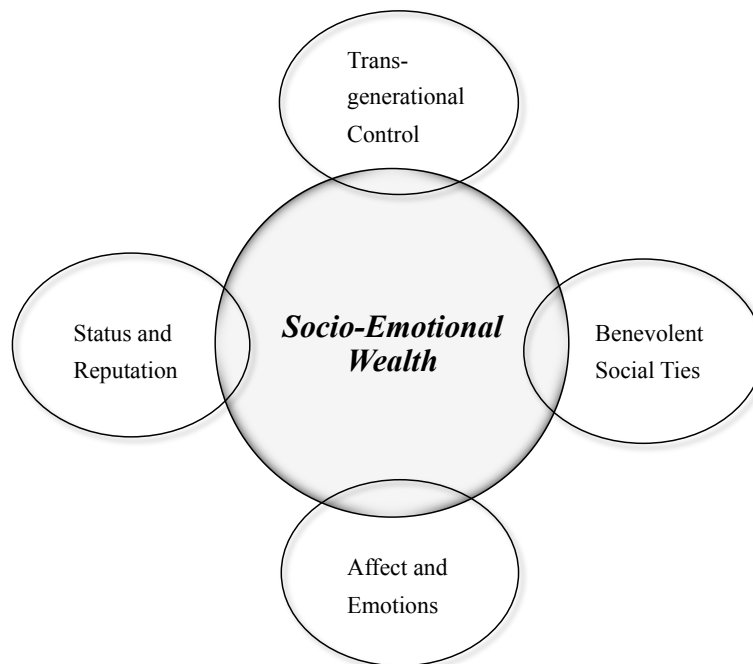 Trans-
generational
Control
Status and
Reputation
Socio-Emotional
Wealth
Benevolent
Social Ties
Affect and
Emotions